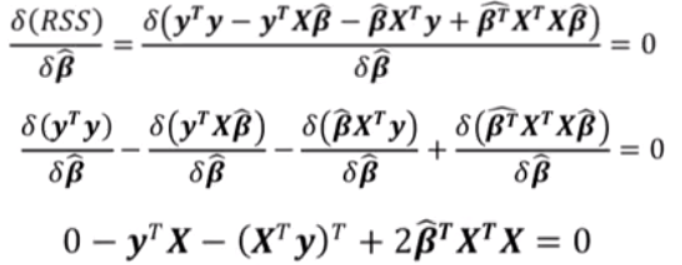 δ(RSS)/δβ̂ = δ(yᵀy − yᵀXβ̂ − β̂Xᵀy + β̂ᵀXᵀXβ̂)/δβ̂ = 0
δ(yᵀy)/δβ̂ − δ(yᵀXβ̂)/δβ̂ − δ(β̂Xᵀy)/δβ̂ + δ(β̂ᵀXᵀXβ̂)/δβ̂ = 0
0 − yᵀX − (Xᵀy)ᵀ + 2β̂ᵀXᵀX = 0